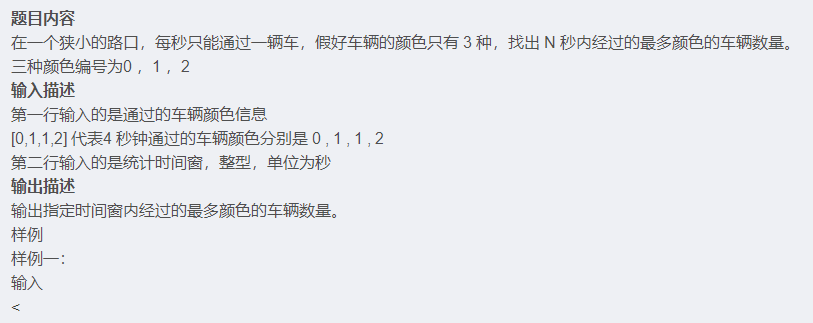 题目内容
在一个狭小的路口，每秒只能通过一辆车，假好车辆的颜色只有 3 种，找出 N 秒内经过的最多颜色的车辆数量。
三种颜色编号为0 ，1 ，2
输入描述
第一行输入的是通过的车辆颜色信息
[0,1,1,2] 代表4 秒钟通过的车辆颜色分别是 0 , 1 , 1 , 2
第二行输入的是统计时间窗，整型，单位为秒
输出描述
输出指定时间窗内经过的最多颜色的车辆数量。
样例
样例一：
输入
<